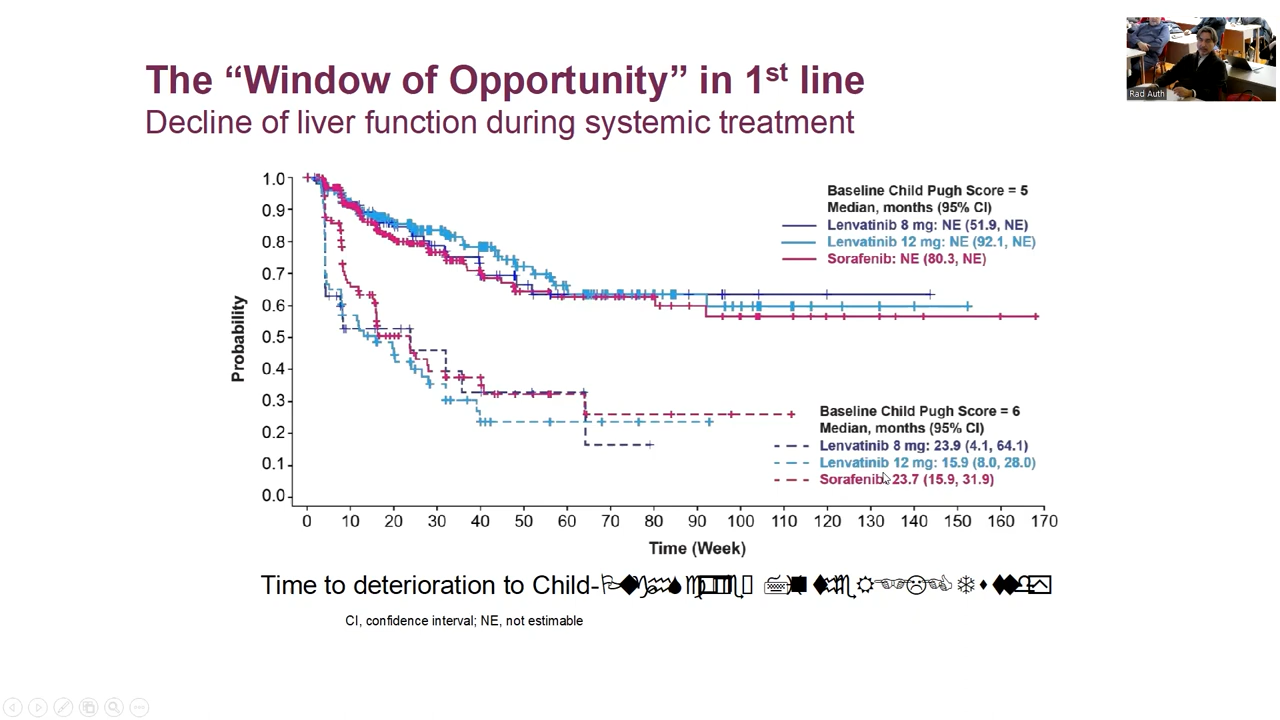 The “Window of Opportunity” in 1st line
Decline of liver function during systemic treatment
Rad Auth
Baseline Child Pugh Score = 5
Median, months (95% CI)
Lenvatinib 8 mg: NE (51.9, NE)
Lenvatinib 12 mg: NE (92.1, NE)
Sorafenib: NE (80.3, NE)
1.0
0.9
0.8
0.7
0.6
0.5
0.4
0.3
0.2
0.1
0.0
Probability
Baseline Child Pugh Score = 6
Median, months (95% CI)
Lenvatinib 8 mg: 23.9 (4.1, 64.1)
Lenvatinib 12 mg: 15.9 (8.0, 28.0)
Sorafenib: 23.7 (15.9, 31.9)
0 10 20 30 40 50 60 70 80 90 100 110 120 130 140 150 160 170
Time (Week)
Time to deterioration to Child-
CI, confidence interval; NE, not estimable